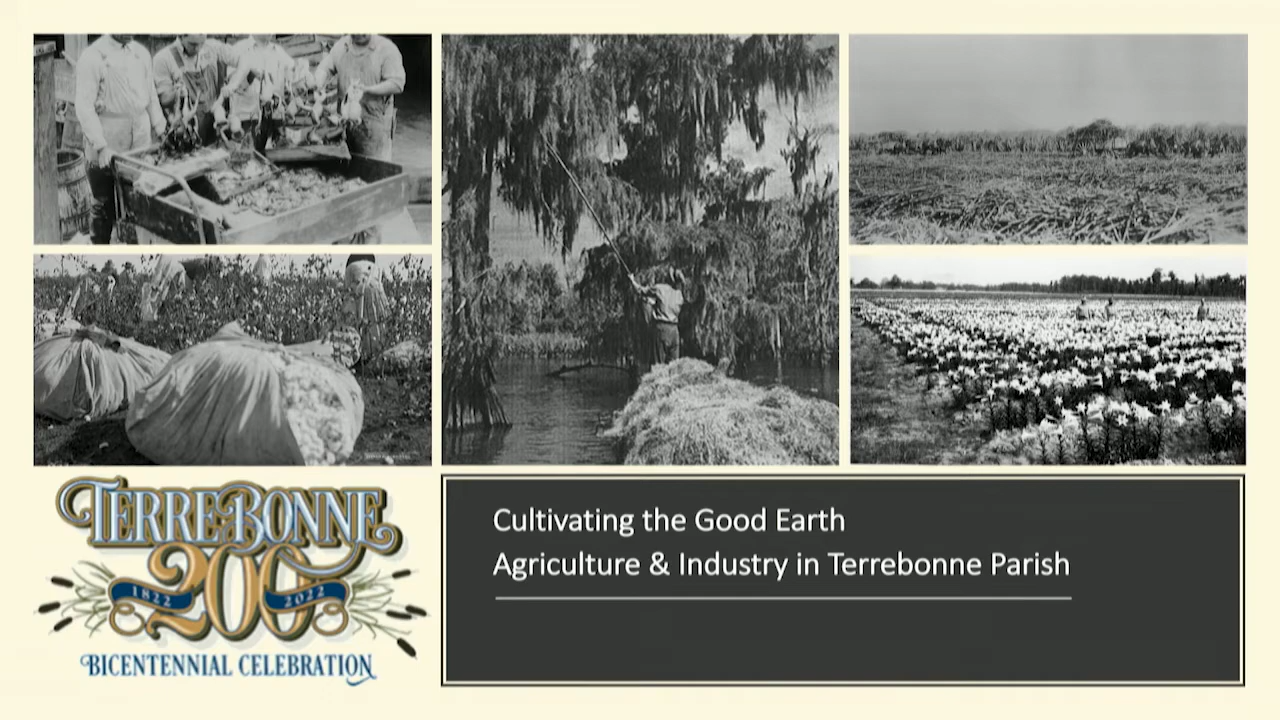 TERREBONNE
200
1822 2022
BICENTENNIAL CELEBRATION
Cultivating the Good Earth
Agriculture & Industry in Terrebonne Parish